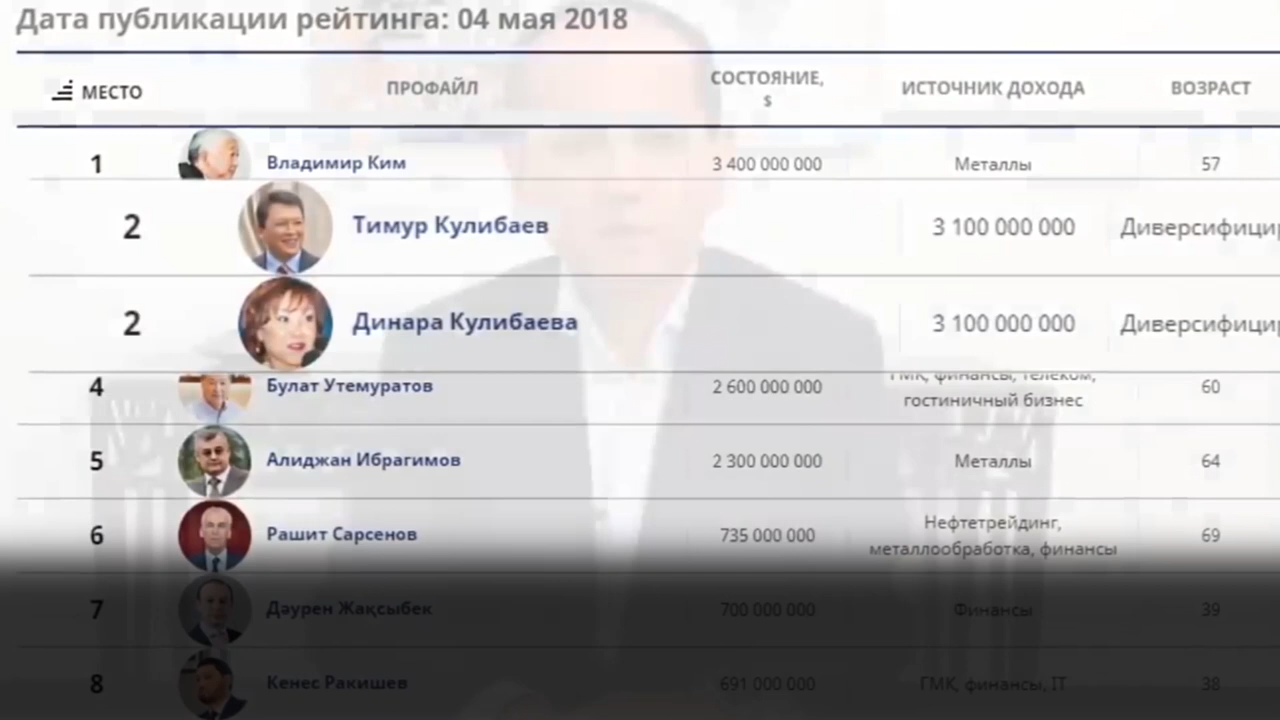 Дата публикации рейтинга: 04 мая 2018
МЕСТО ПРОФАЙЛ СОСТОЯНИЕ, $ ИСТОЧНИК ДОХОДА ВОЗРАСТ
1 Владимир Ким 3 400 000 000 Металлы 57
2 Тимур Кулибаев 3 100 000 000 Диверсифицир
2 Динара Кулибаева 3 100 000 000 Диверсифицир
4 Булат Утемуратов 2 600 000 000 ГМК, финансы, телеком, гостиничный бизнес 60
5 Алиджан Ибрагимов 2 300 000 000 Металлы 64
6 Рашит Сарсенов 735 000 000 Нефтетрейдинг, металлообработка, финансы 69
7 Дәурен Жақсыбек 700 000 000 Финансы 39
8 Кенес Ракишев 691 000 000 ГМК, финансы, IT 38